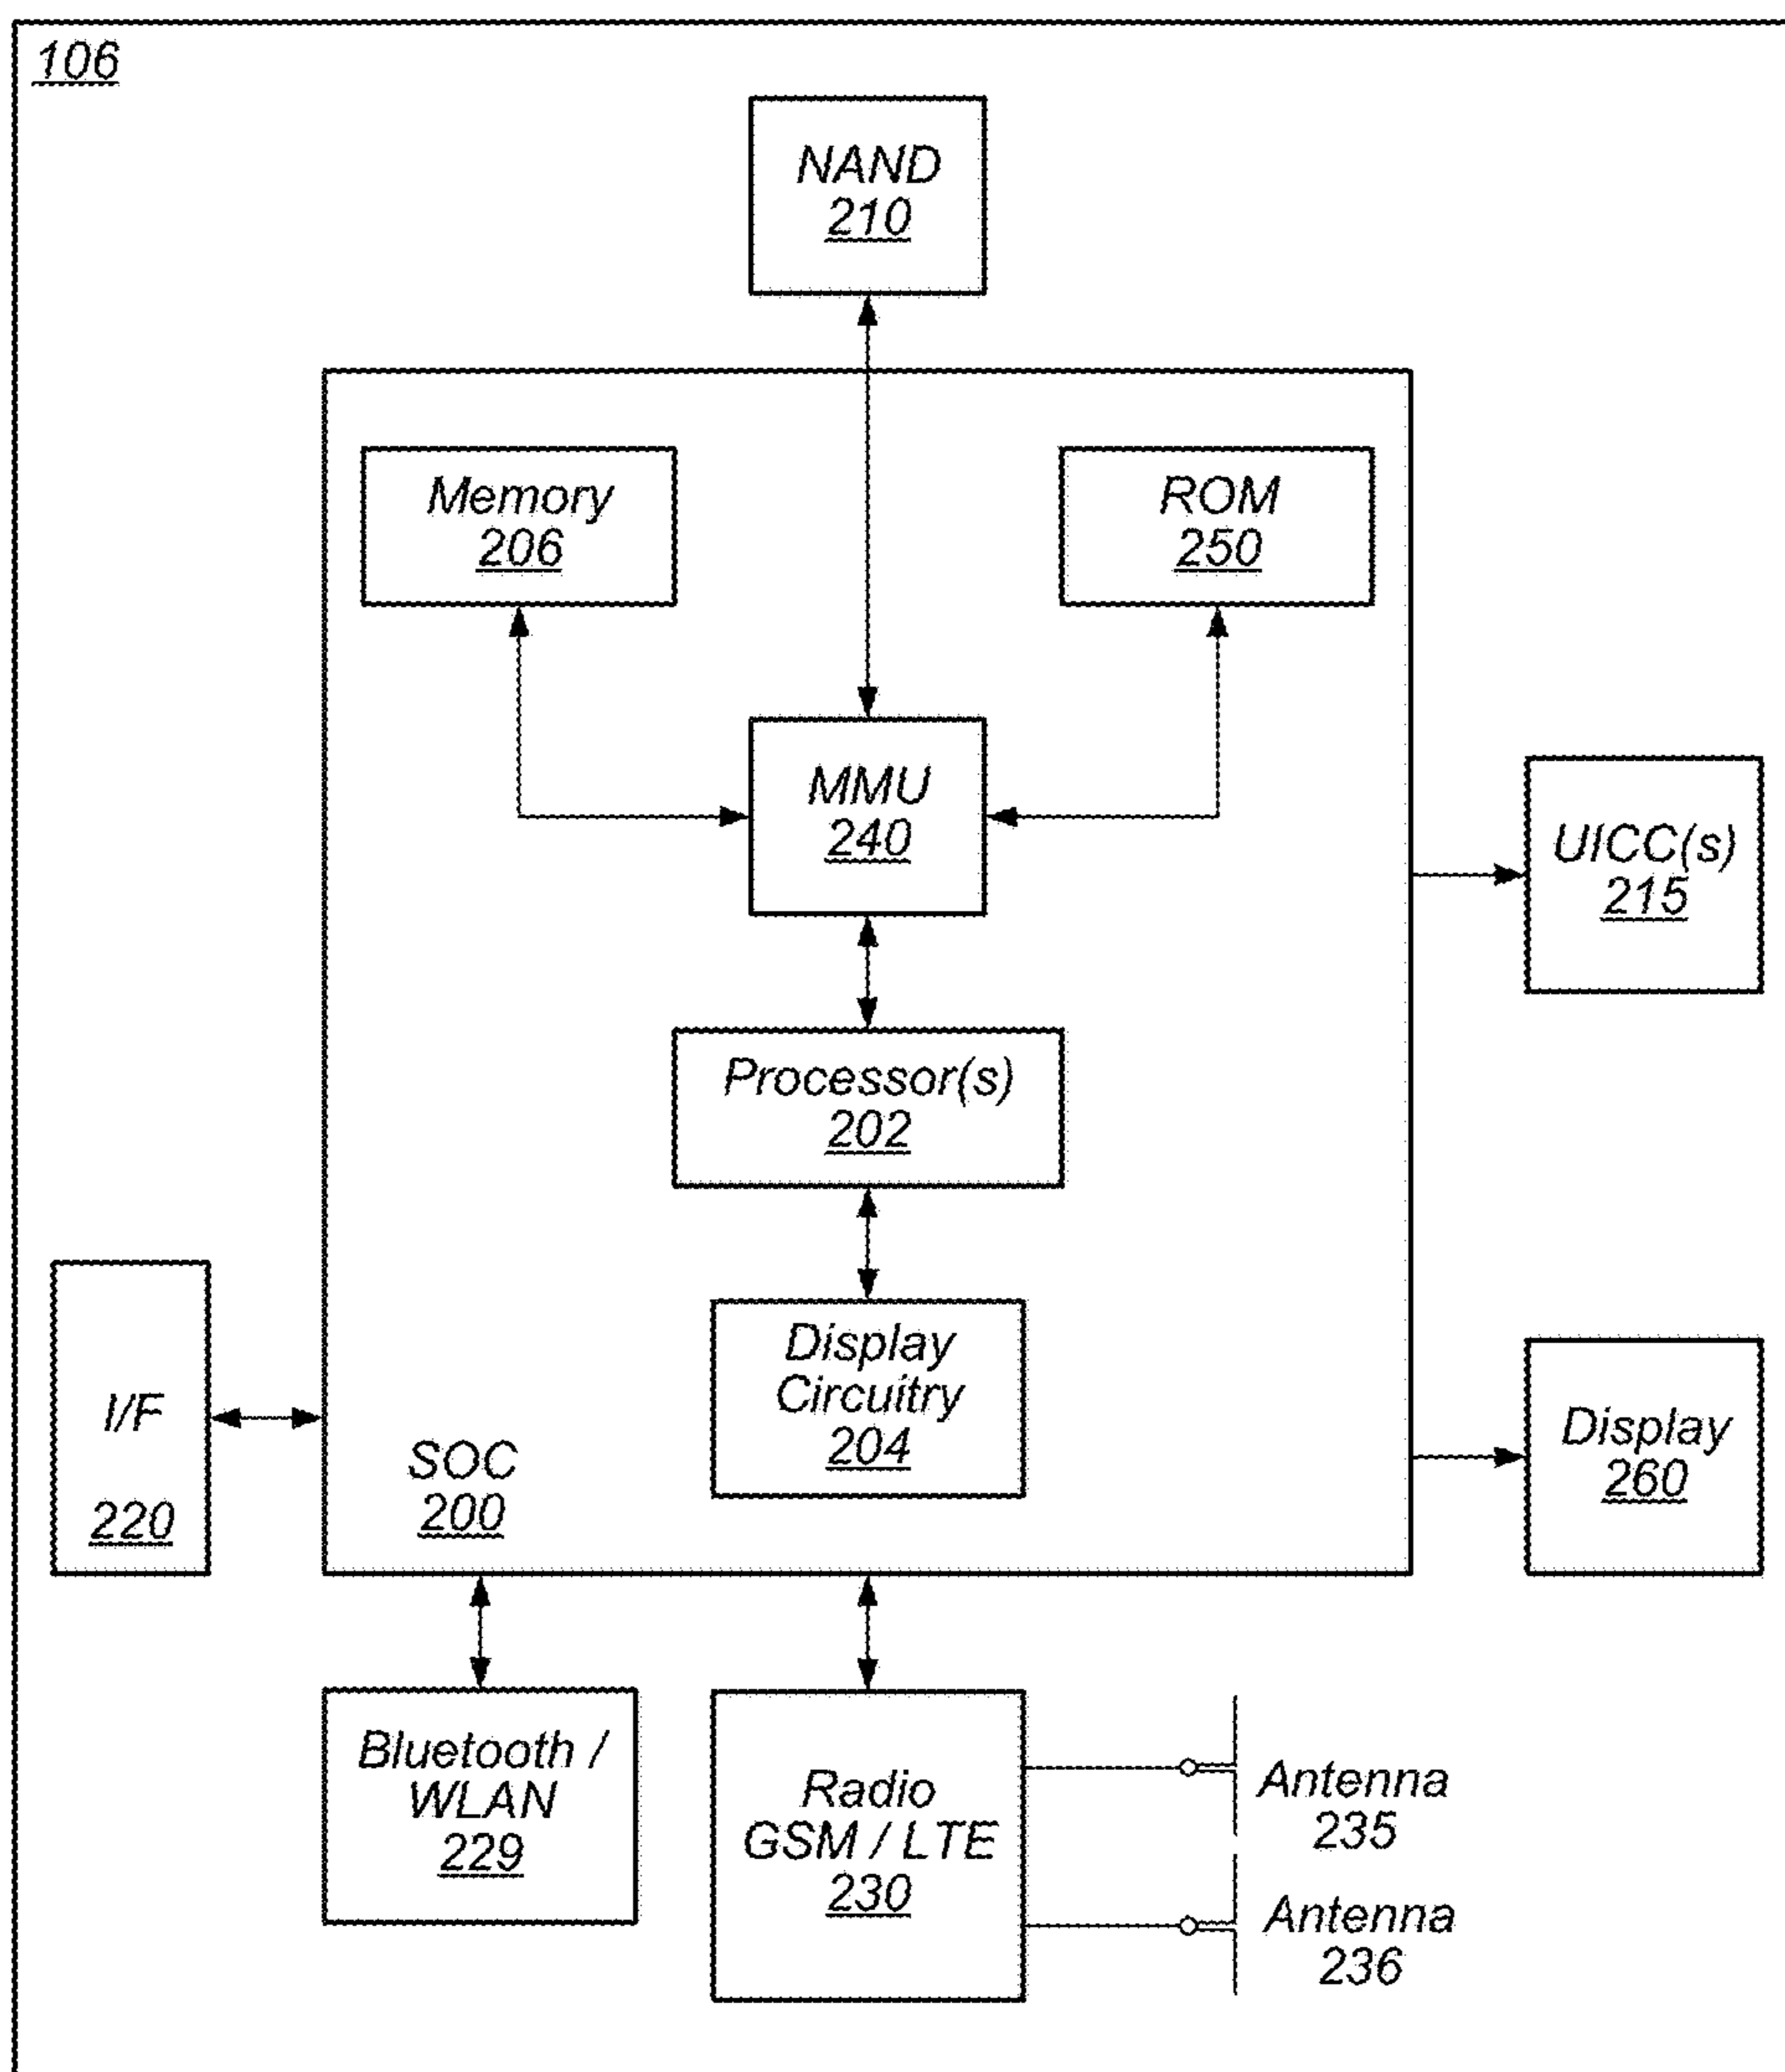 106
NAND
210
Memory
206
ROM
250
MMU
240
UICC(s)
215
Processor(s)
202
Display
Circuitry
204
I/F
220
SOC
200
Display
260
Bluetooth /
WLAN
229
Radio
GSM / LTE
230
Antenna
235
Antenna
236